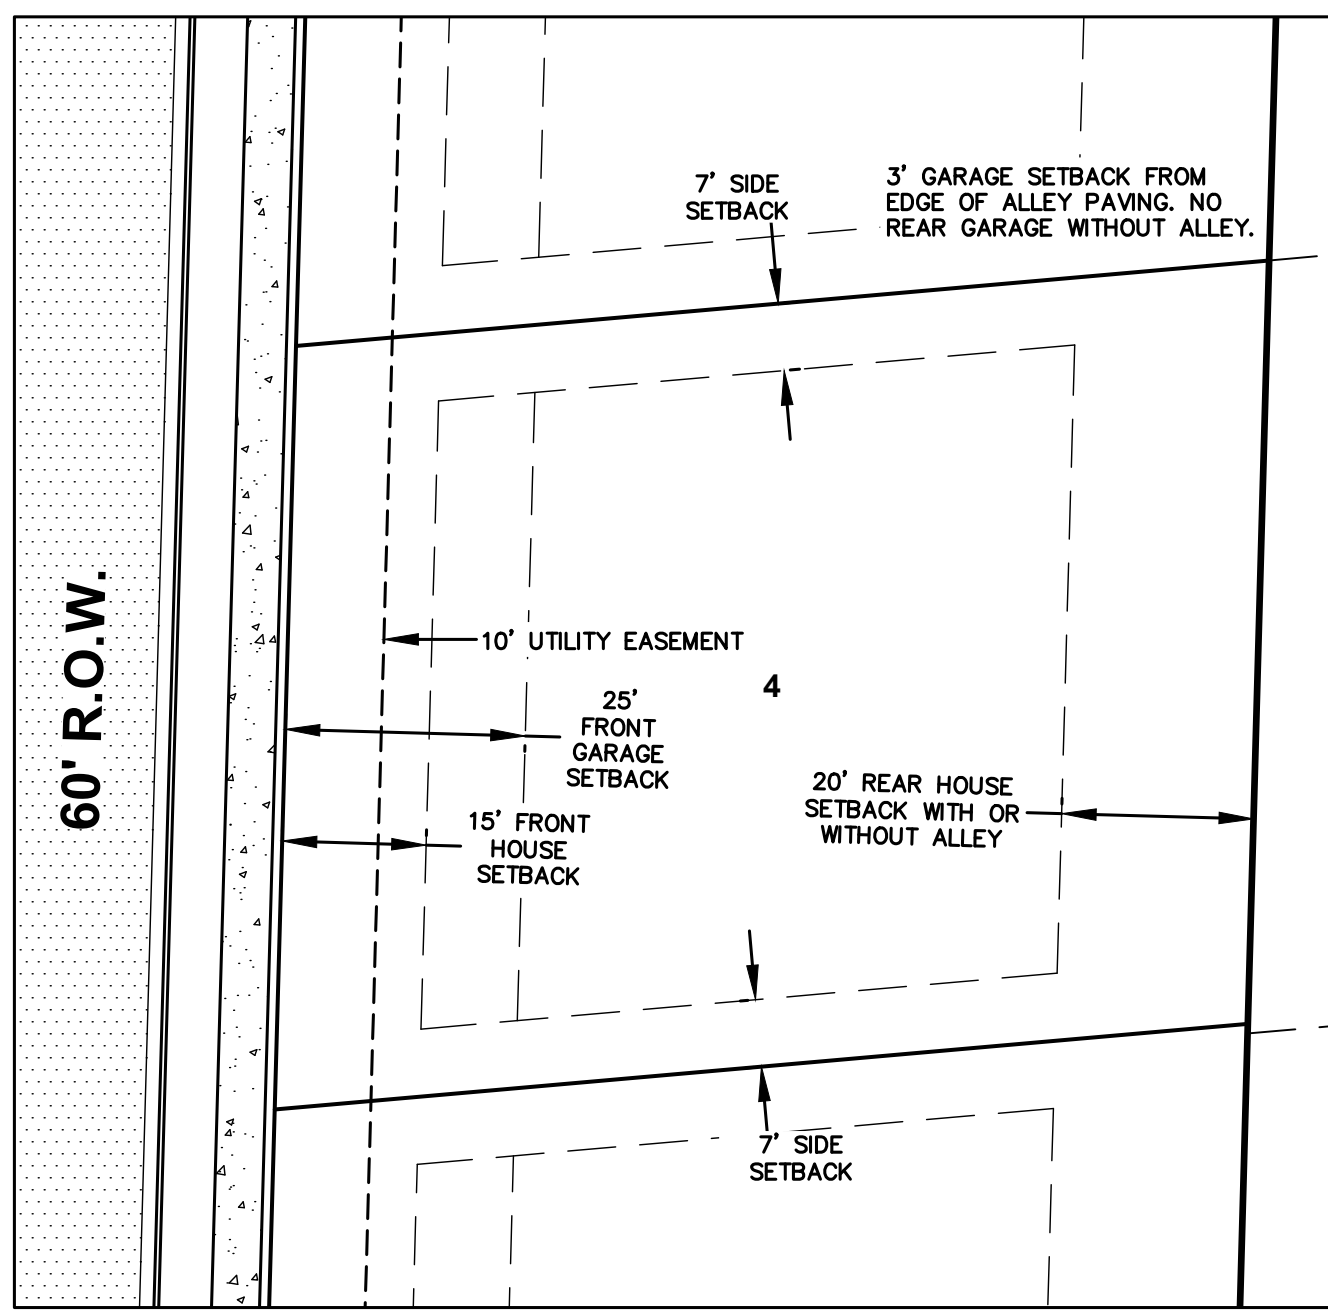 7' SIDE
SETBACK
3' GARAGE SETBACK FROM
EDGE OF ALLEY PAVING. NO
REAR GARAGE WITHOUT ALLEY.
60' R.O.W.
10' UTILITY EASEMENT
4
25'
FRONT
GARAGE
SETBACK
15' FRONT
HOUSE
SETBACK
20' REAR HOUSE
SETBACK WITH OR
WITHOUT ALLEY
7' SIDE
SETBACK